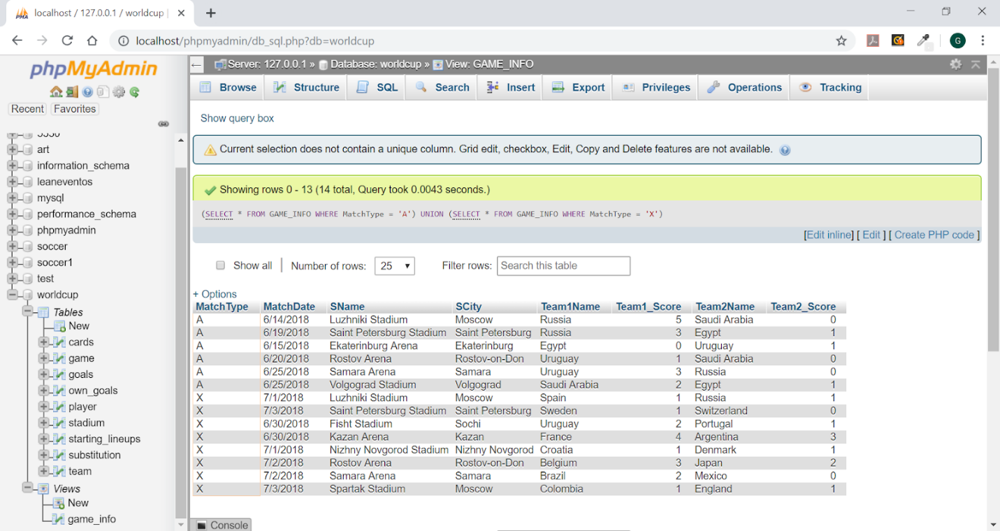 localhost / 127.0.0.1 / worldcup
localhost/phpmyadmin/db_sql.php?db=worldcup
G
phpMyAdmin
Recent Favorites
art
information_schema
leaneventos
mysql
performance_schema
phpmyadmin
soccer
soccer1
test
worldcup
Tables
New
cards
game
goals
own_goals
player
stadium
starting_lineups
substitution
team
Views
New
game_info
Server: 127.0.0.1 » Database: worldcup » View: GAME_INFO
Browse Structure SQL Search Insert Export Privileges Operations Tracking
Show query box
Current selection does not contain a unique column. Grid edit, checkbox, Edit, Copy and Delete features are not available.
Showing rows 0 - 13 (14 total, Query took 0.0043 seconds.)
(SELECT * FROM GAME_INFO WHERE MatchType = 'A') UNION (SELECT * FROM GAME_INFO WHERE MatchType = 'X')
[Edit inline] [ Edit ] [ Create PHP code ]
Show all | Number of rows: 25 Filter rows: Search this table
+ Options
MatchType MatchDate SName SCity Team1Name Team1_Score Team2Name Team2_Score
A 6/14/2018 Luzhniki Stadium Moscow Russia 5 Saudi Arabia 0
A 6/19/2018 Saint Petersburg Stadium Saint Petersburg Russia 3 Egypt 1
A 6/15/2018 Ekaterinburg Arena Ekaterinburg Egypt 0 Uruguay 1
A 6/20/2018 Rostov Arena Rostov-on-Don Uruguay 1 Saudi Arabia 0
A 6/25/2018 Samara Arena Samara Uruguay 3 Russia 0
A 6/25/2018 Volgograd Stadium Volgograd Saudi Arabia 2 Egypt 1
X 7/1/2018 Luzhniki Stadium Moscow Spain 1 Russia 1
X 7/3/2018 Saint Petersburg Stadium Saint Petersburg Sweden 1 Switzerland 0
X 6/30/2018 Fisht Stadium Sochi Uruguay 2 Portugal 1
X 6/30/2018 Kazan Arena Kazan France 4 Argentina 3
X 7/1/2018 Nizhny Novgorod Stadium Nizhny Novgorod Croatia 1 Denmark 1
X 7/2/2018 Rostov Arena Rostov-on-Don Belgium 3 Japan 2
X 7/2/2018 Samara Arena Samara Brazil 2 Mexico 0
X 7/3/2018 Spartak Stadium Moscow Colombia 1 England 1
Console